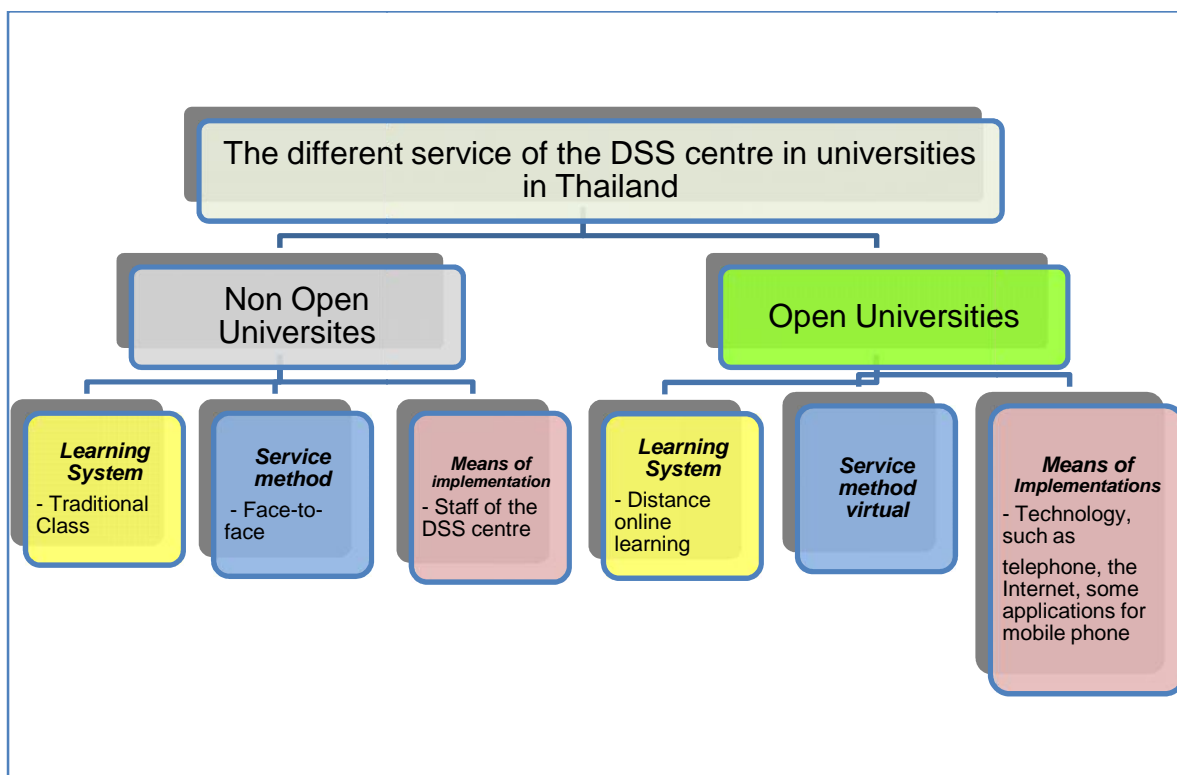 The different service of the DSS centre in universities
in Thailand
Non Open
Universites
Open Universities
Learning
System
- Traditional
Class
Service
method
- Face-to-
face
Means of
implementation
- Staff of the
DSS centre
Learning
System
- Distance
online
learning
Service
method
virtual
Means of
Implementations
- Technology,
such as
telephone, the
Internet, some
applications for
mobile phone